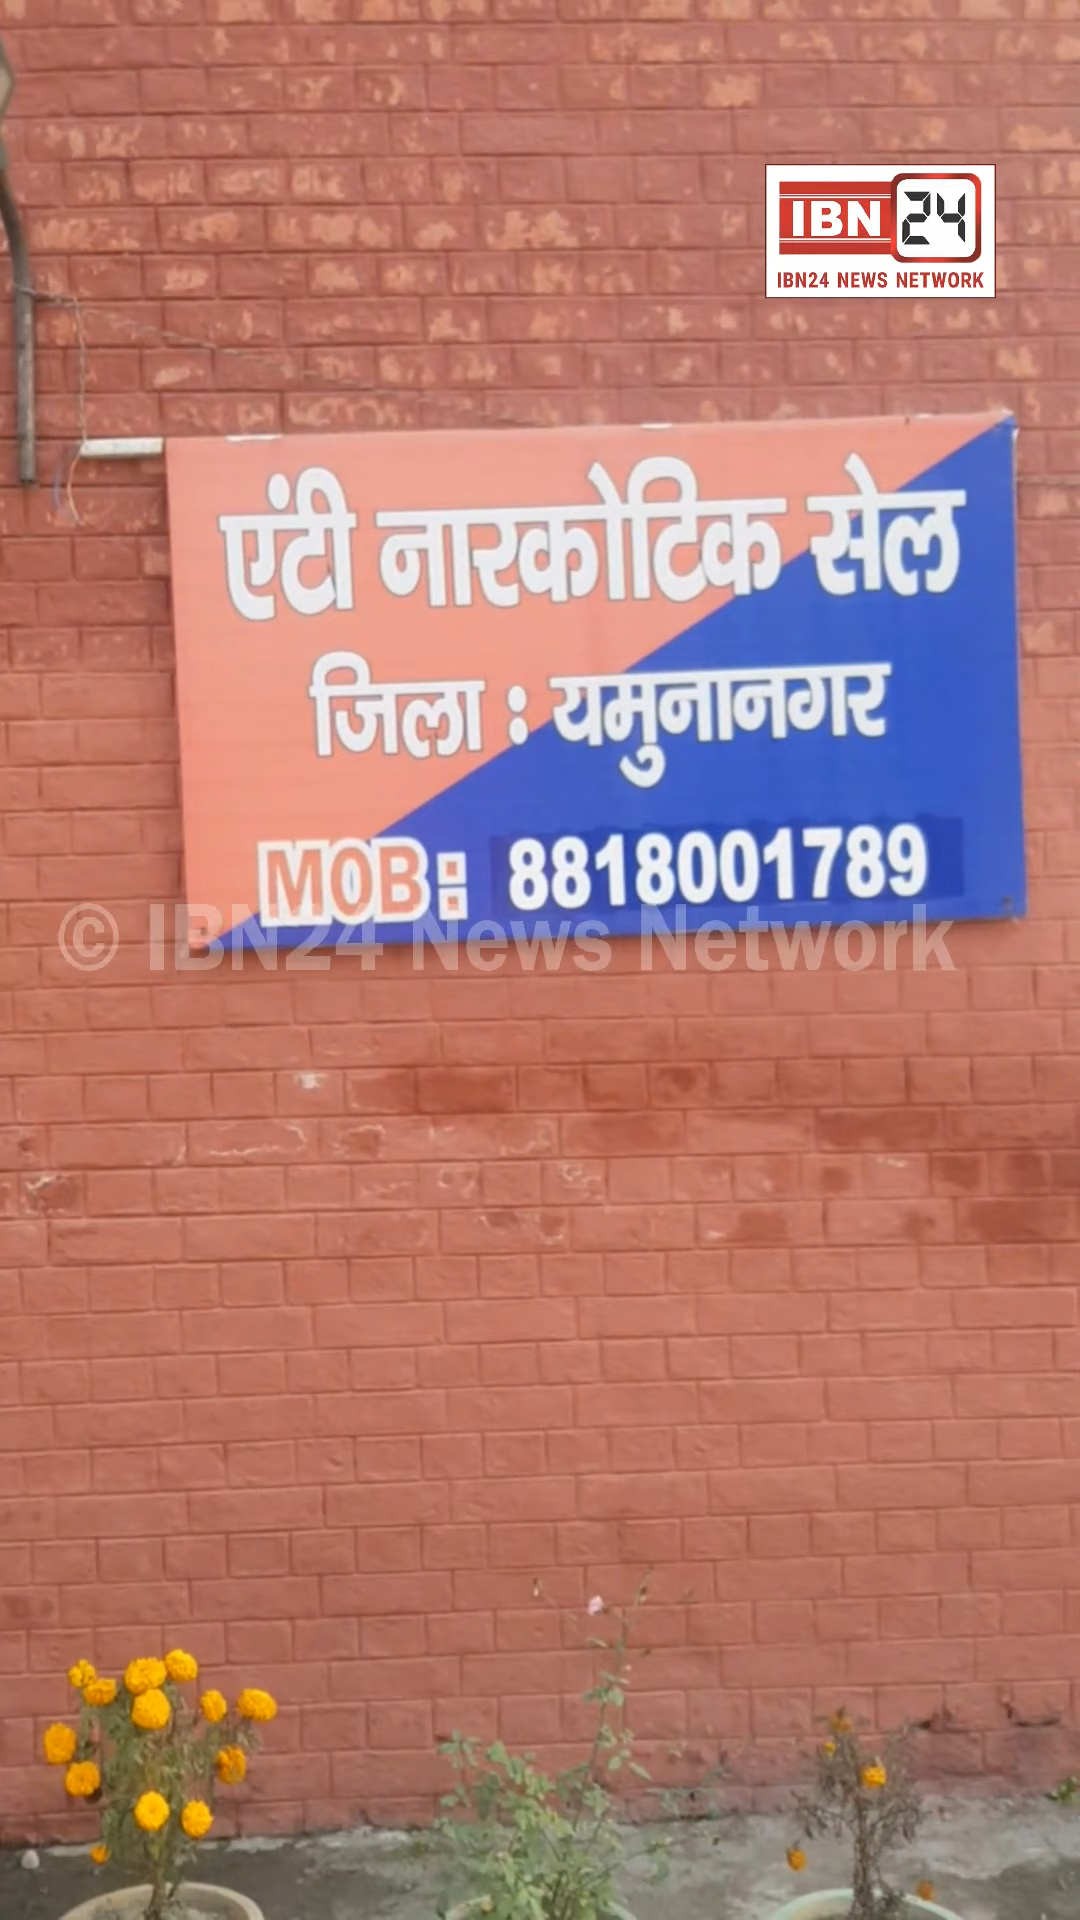 IBN 24
IBN24 NEWS NETWORK
एंटी नारकोटिक सेल
जिला : यमुनानगर
MOB: 8818001789
© IBN24 News Network